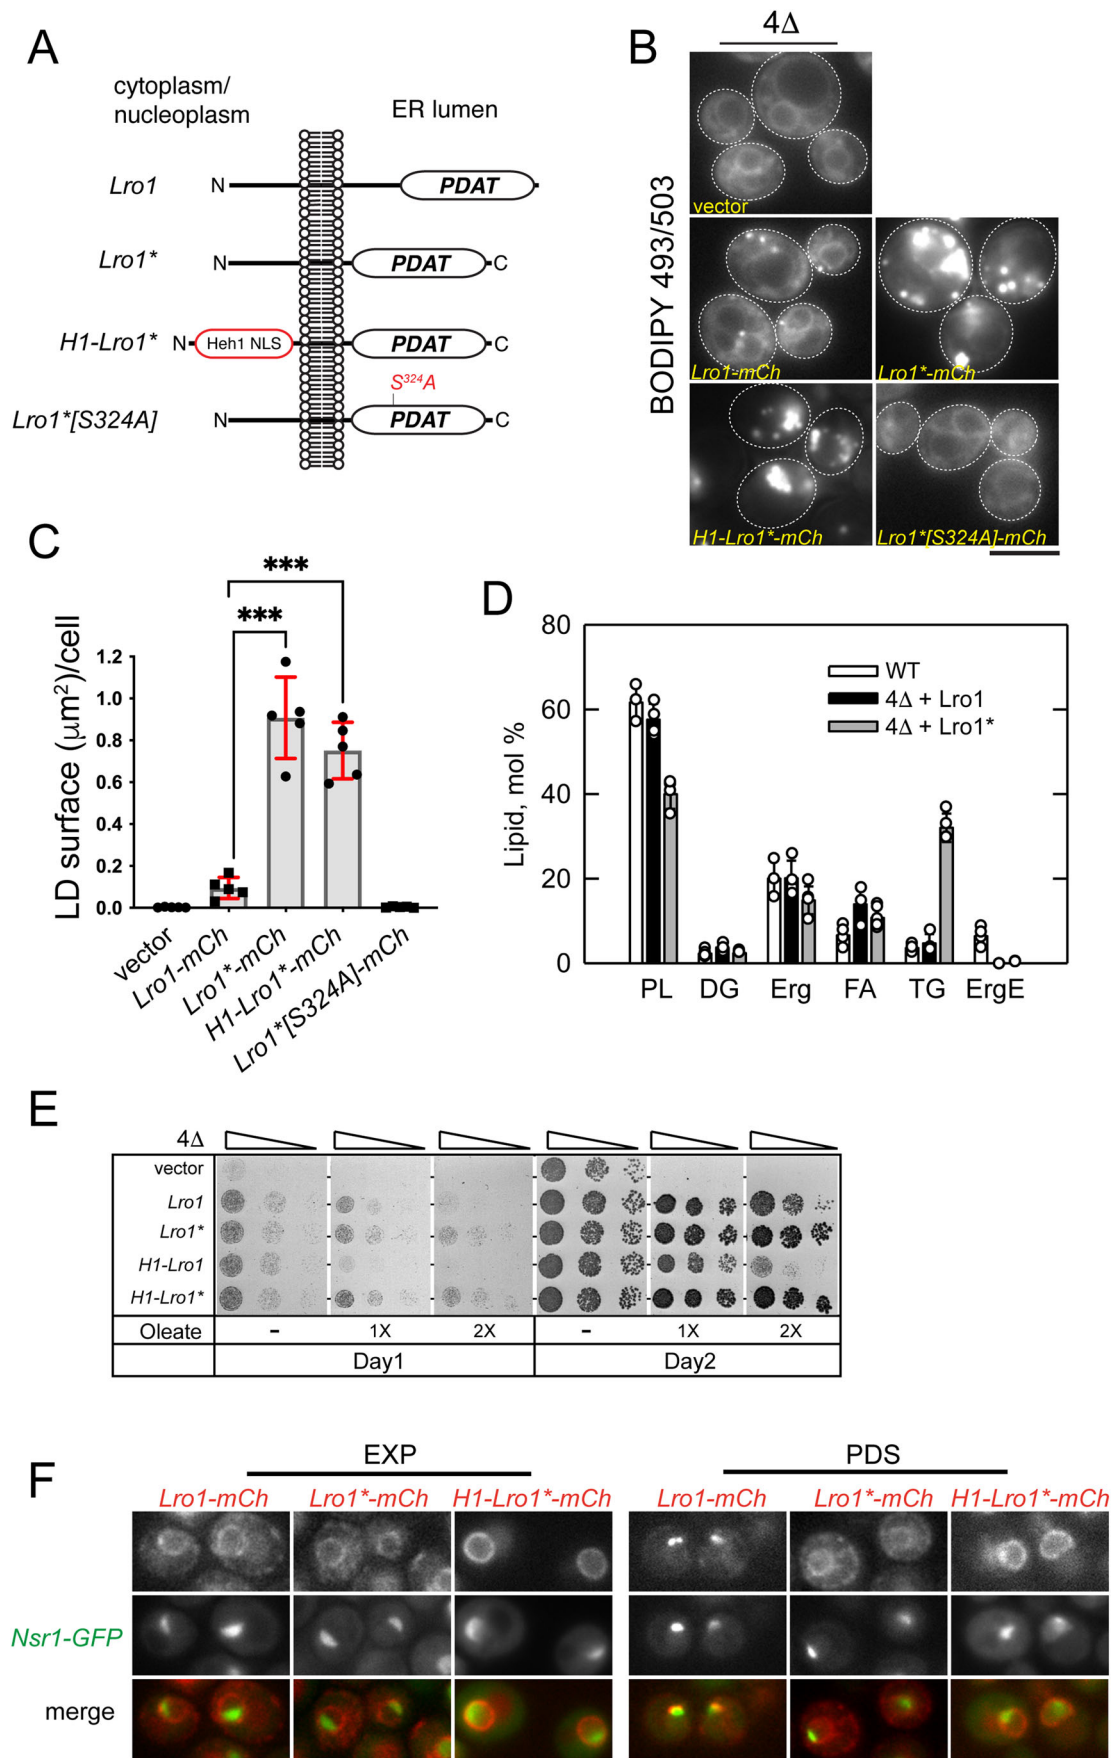 A
cytoplasm/
nucleoplasm
ER lumen
Lro1 N PDAT
Lro1* N PDAT C
H1-Lro1* N Heh1 NLS PDAT C
S324A
Lro1*[S324A] N PDAT C
B
4Δ
BODIPY 493/503
vector
Lro1-mCh Lro1*-mCh
H1-Lro1*-mCh Lro1*[S324A]-mCh
C
LD surface (µm2)/cell
*** 
***
1.2
1.0
0.8
0.6
0.4
0.2
0.0
vector
Lro1-mCh
Lro1*-mCh
H1-Lro1*-mCh
Lro1*[S324A]-mCh
D
Lipid, mol %
80
60
40
20
0
WT
4Δ + Lro1
4Δ + Lro1*
PL DG Erg FA TG ErgE
E
4Δ
vector
Lro1
Lro1*
H1-Lro1
H1-Lro1*
Oleate - 1X 2X - 1X 2X
Day1 Day2
F
EXP PDS
Lro1-mCh Lro1*-mCh H1-Lro1*-mCh Lro1-mCh Lro1*-mCh H1-Lro1*-mCh
Nsr1-GFP
merge